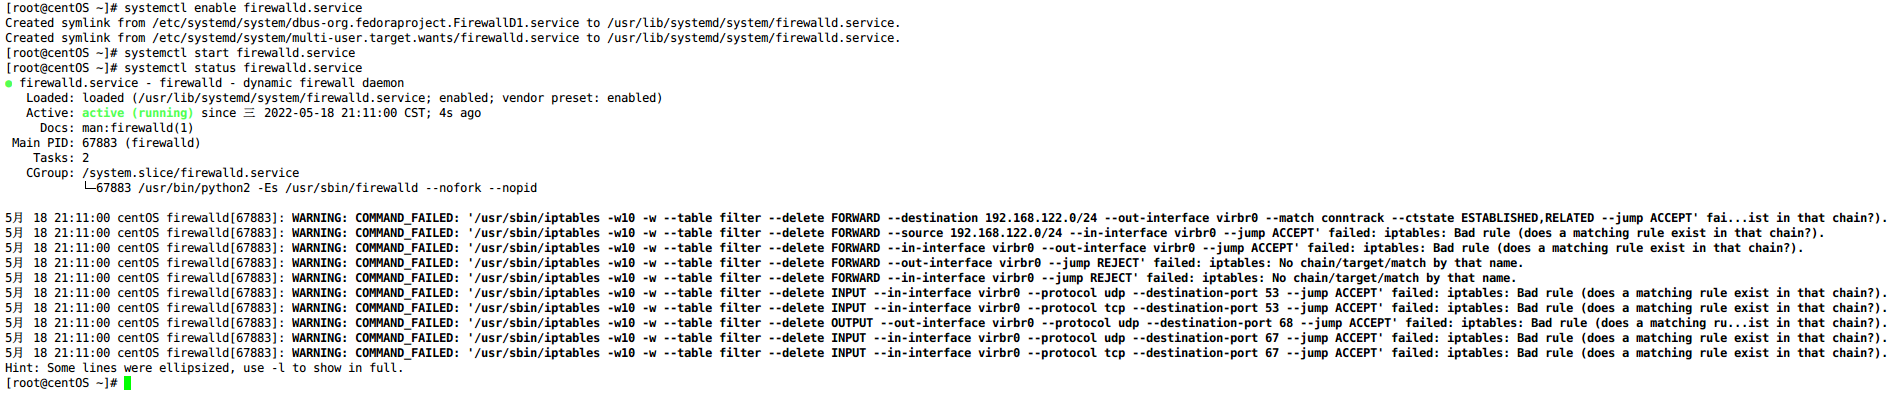 [root@centOS ~]# systemctl enable firewalld.service
Created symlink from /etc/systemd/system/dbus-org.fedoraproject.FirewallD1.service to /usr/lib/systemd/system/firewalld.service.
Created symlink from /etc/systemd/system/multi-user.target.wants/firewalld.service to /usr/lib/systemd/system/firewalld.service.
[root@centOS ~]# systemctl start firewalld.service
[root@centOS ~]# systemctl status firewalld.service
● firewalld.service - firewalld - dynamic firewall daemon
   Loaded: loaded (/usr/lib/systemd/system/firewalld.service; enabled; vendor preset: enabled)
   Active: active (running) since 三 2022-05-18 21:11:00 CST; 4s ago
     Docs: man:firewalld(1)
 Main PID: 67883 (firewalld)
    Tasks: 2
   CGroup: /system.slice/firewalld.service
           └─67883 /usr/bin/python2 -Es /usr/sbin/firewalld --nofork --nopid
5月 18 21:11:00 centOS firewalld[67883]: WARNING: COMMAND_FAILED: '/usr/sbin/iptables -w10 -w --table filter --delete FORWARD --destination 192.168.122.0/24 --out-interface virbr0 --match conntrack --ctstate ESTABLISHED,RELATED --jump ACCEPT' fai...ist in that chain?).
5月 18 21:11:00 centOS firewalld[67883]: WARNING: COMMAND_FAILED: '/usr/sbin/iptables -w10 -w --table filter --delete FORWARD --source 192.168.122.0/24 --in-interface virbr0 --jump ACCEPT' failed: iptables: Bad rule (does a matching rule exist in that chain?).
5月 18 21:11:00 centOS firewalld[67883]: WARNING: COMMAND_FAILED: '/usr/sbin/iptables -w10 -w --table filter --delete FORWARD --in-interface virbr0 --out-interface virbr0 --jump ACCEPT' failed: iptables: Bad rule (does a matching rule exist in that chain?).
5月 18 21:11:00 centOS firewalld[67883]: WARNING: COMMAND_FAILED: '/usr/sbin/iptables -w10 -w --table filter --delete FORWARD --out-interface virbr0 --jump REJECT' failed: iptables: No chain/target/match by that name.
5月 18 21:11:00 centOS firewalld[67883]: WARNING: COMMAND_FAILED: '/usr/sbin/iptables -w10 -w --table filter --delete FORWARD --in-interface virbr0 --jump REJECT' failed: iptables: No chain/target/match by that name.
5月 18 21:11:00 centOS firewalld[67883]: WARNING: COMMAND_FAILED: '/usr/sbin/iptables -w10 -w --table filter --delete INPUT --in-interface virbr0 --protocol udp --destination-port 53 --jump ACCEPT' failed: iptables: Bad rule (does a matching rule exist in that chain?).
5月 18 21:11:00 centOS firewalld[67883]: WARNING: COMMAND_FAILED: '/usr/sbin/iptables -w10 -w --table filter --delete INPUT --in-interface virbr0 --protocol tcp --destination-port 53 --jump ACCEPT' failed: iptables: Bad rule (does a matching rule exist in that chain?).
5月 18 21:11:00 centOS firewalld[67883]: WARNING: COMMAND_FAILED: '/usr/sbin/iptables -w10 -w --table filter --delete OUTPUT --out-interface virbr0 --protocol udp --destination-port 68 --jump ACCEPT' failed: iptables: Bad rule (does a matching ru...ist in that chain?).
5月 18 21:11:00 centOS firewalld[67883]: WARNING: COMMAND_FAILED: '/usr/sbin/iptables -w10 -w --table filter --delete INPUT --in-interface virbr0 --protocol udp --destination-port 67 --jump ACCEPT' failed: iptables: Bad rule (does a matching rule exist in that chain?).
5月 18 21:11:00 centOS firewalld[67883]: WARNING: COMMAND_FAILED: '/usr/sbin/iptables -w10 -w --table filter --delete INPUT --in-interface virbr0 --protocol tcp --destination-port 67 --jump ACCEPT' failed: iptables: Bad rule (does a matching rule exist in that chain?).
Hint: Some lines were ellipsized, use -l to show in full.
[root@centOS ~]#